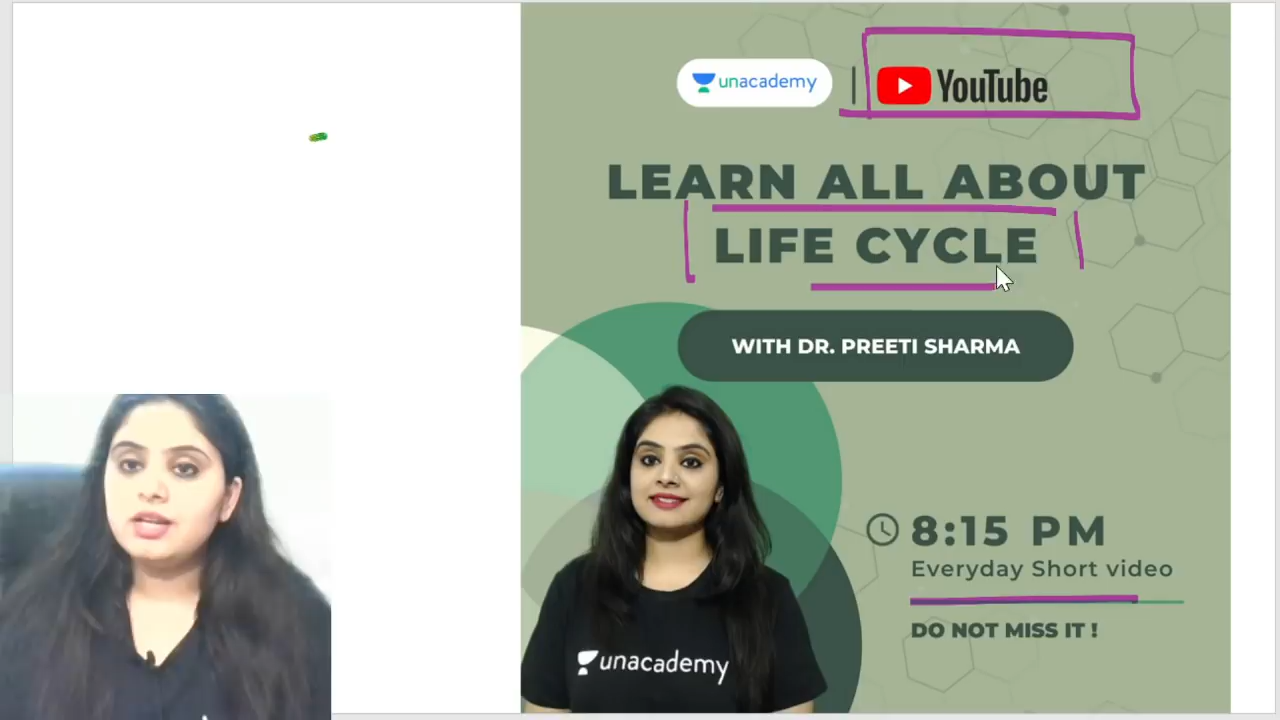 unacademy | YouTube
LEARN ALL ABOUT
LIFE CYCLE
WITH DR. PREETI SHARMA
8:15 PM
Everyday Short video
DO NOT MISS IT !
unacademy